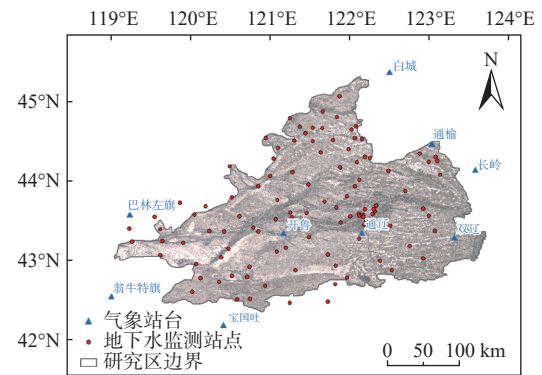 119°E 120°E 121°E 122°E 123°E 124°E
N
白城
45°N
通榆
长岭
44°N
巴林左旗
开鲁
通辽
双辽
43°N
翁牛特旗
宝国吐
气象站台
地下水监测站点
42°N
研究区边界
0 50 100 km